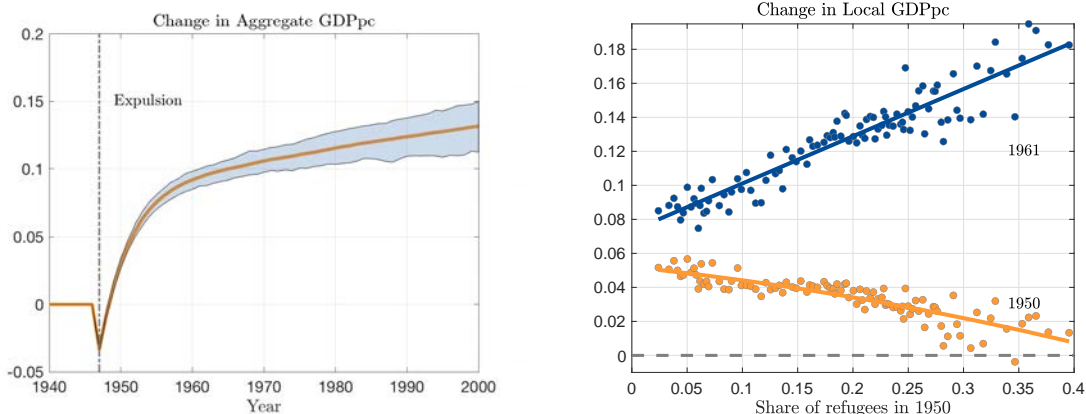 Change in Aggregate GDPpc
0.2
0.15
0.1
0.05
0
-0.05
Expulsion
1940 1950 1960 1970 1980 1990 2000
Year
Change in Local GDPpc
0.18
0.16
0.14
0.12
0.1
0.08
0.06
0.04
0.02
0
1961
1950
0 0.05 0.1 0.15 0.2 0.25 0.3 0.35 0.4
Share of refugees in 1950